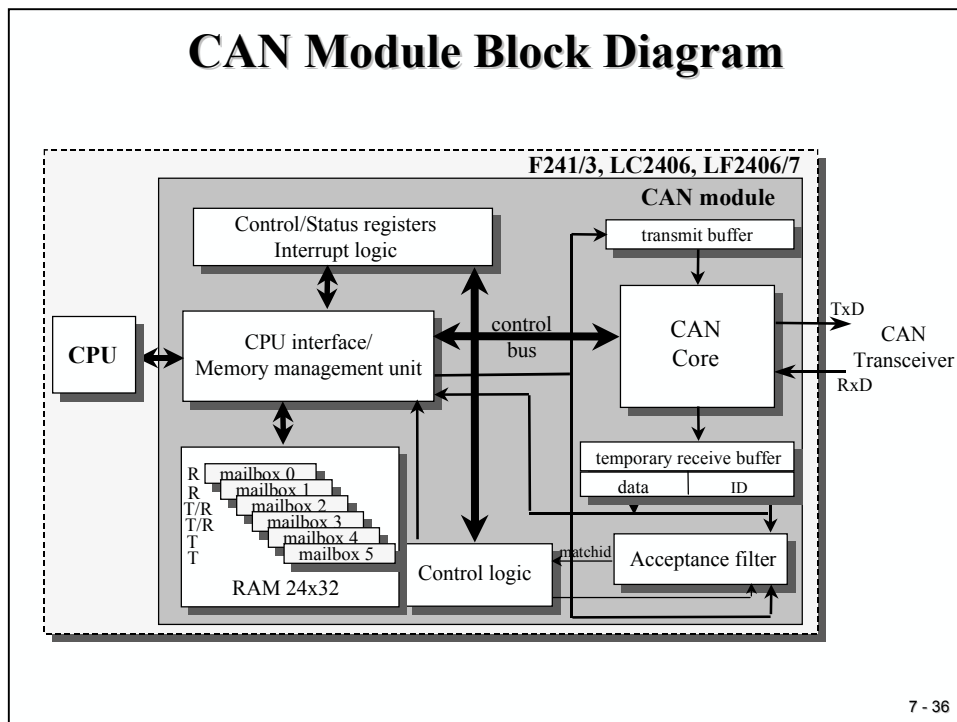 CAN Module Block Diagram
F241/3, LC2406, LF2406/7
CAN module
Control/Status registers
Interrupt logic
transmit buffer
CPU
CPU interface/
Memory management unit
control
bus
CAN
Core
TxD
CAN
Transceiver
RxD
temporary receive buffer
data
ID
R
mailbox 0
R
mailbox 1
T/R
mailbox 2
T/R
mailbox 3
T
mailbox 4
T
mailbox 5
RAM 24x32
Control logic
matchid
Acceptance filter
7 - 36